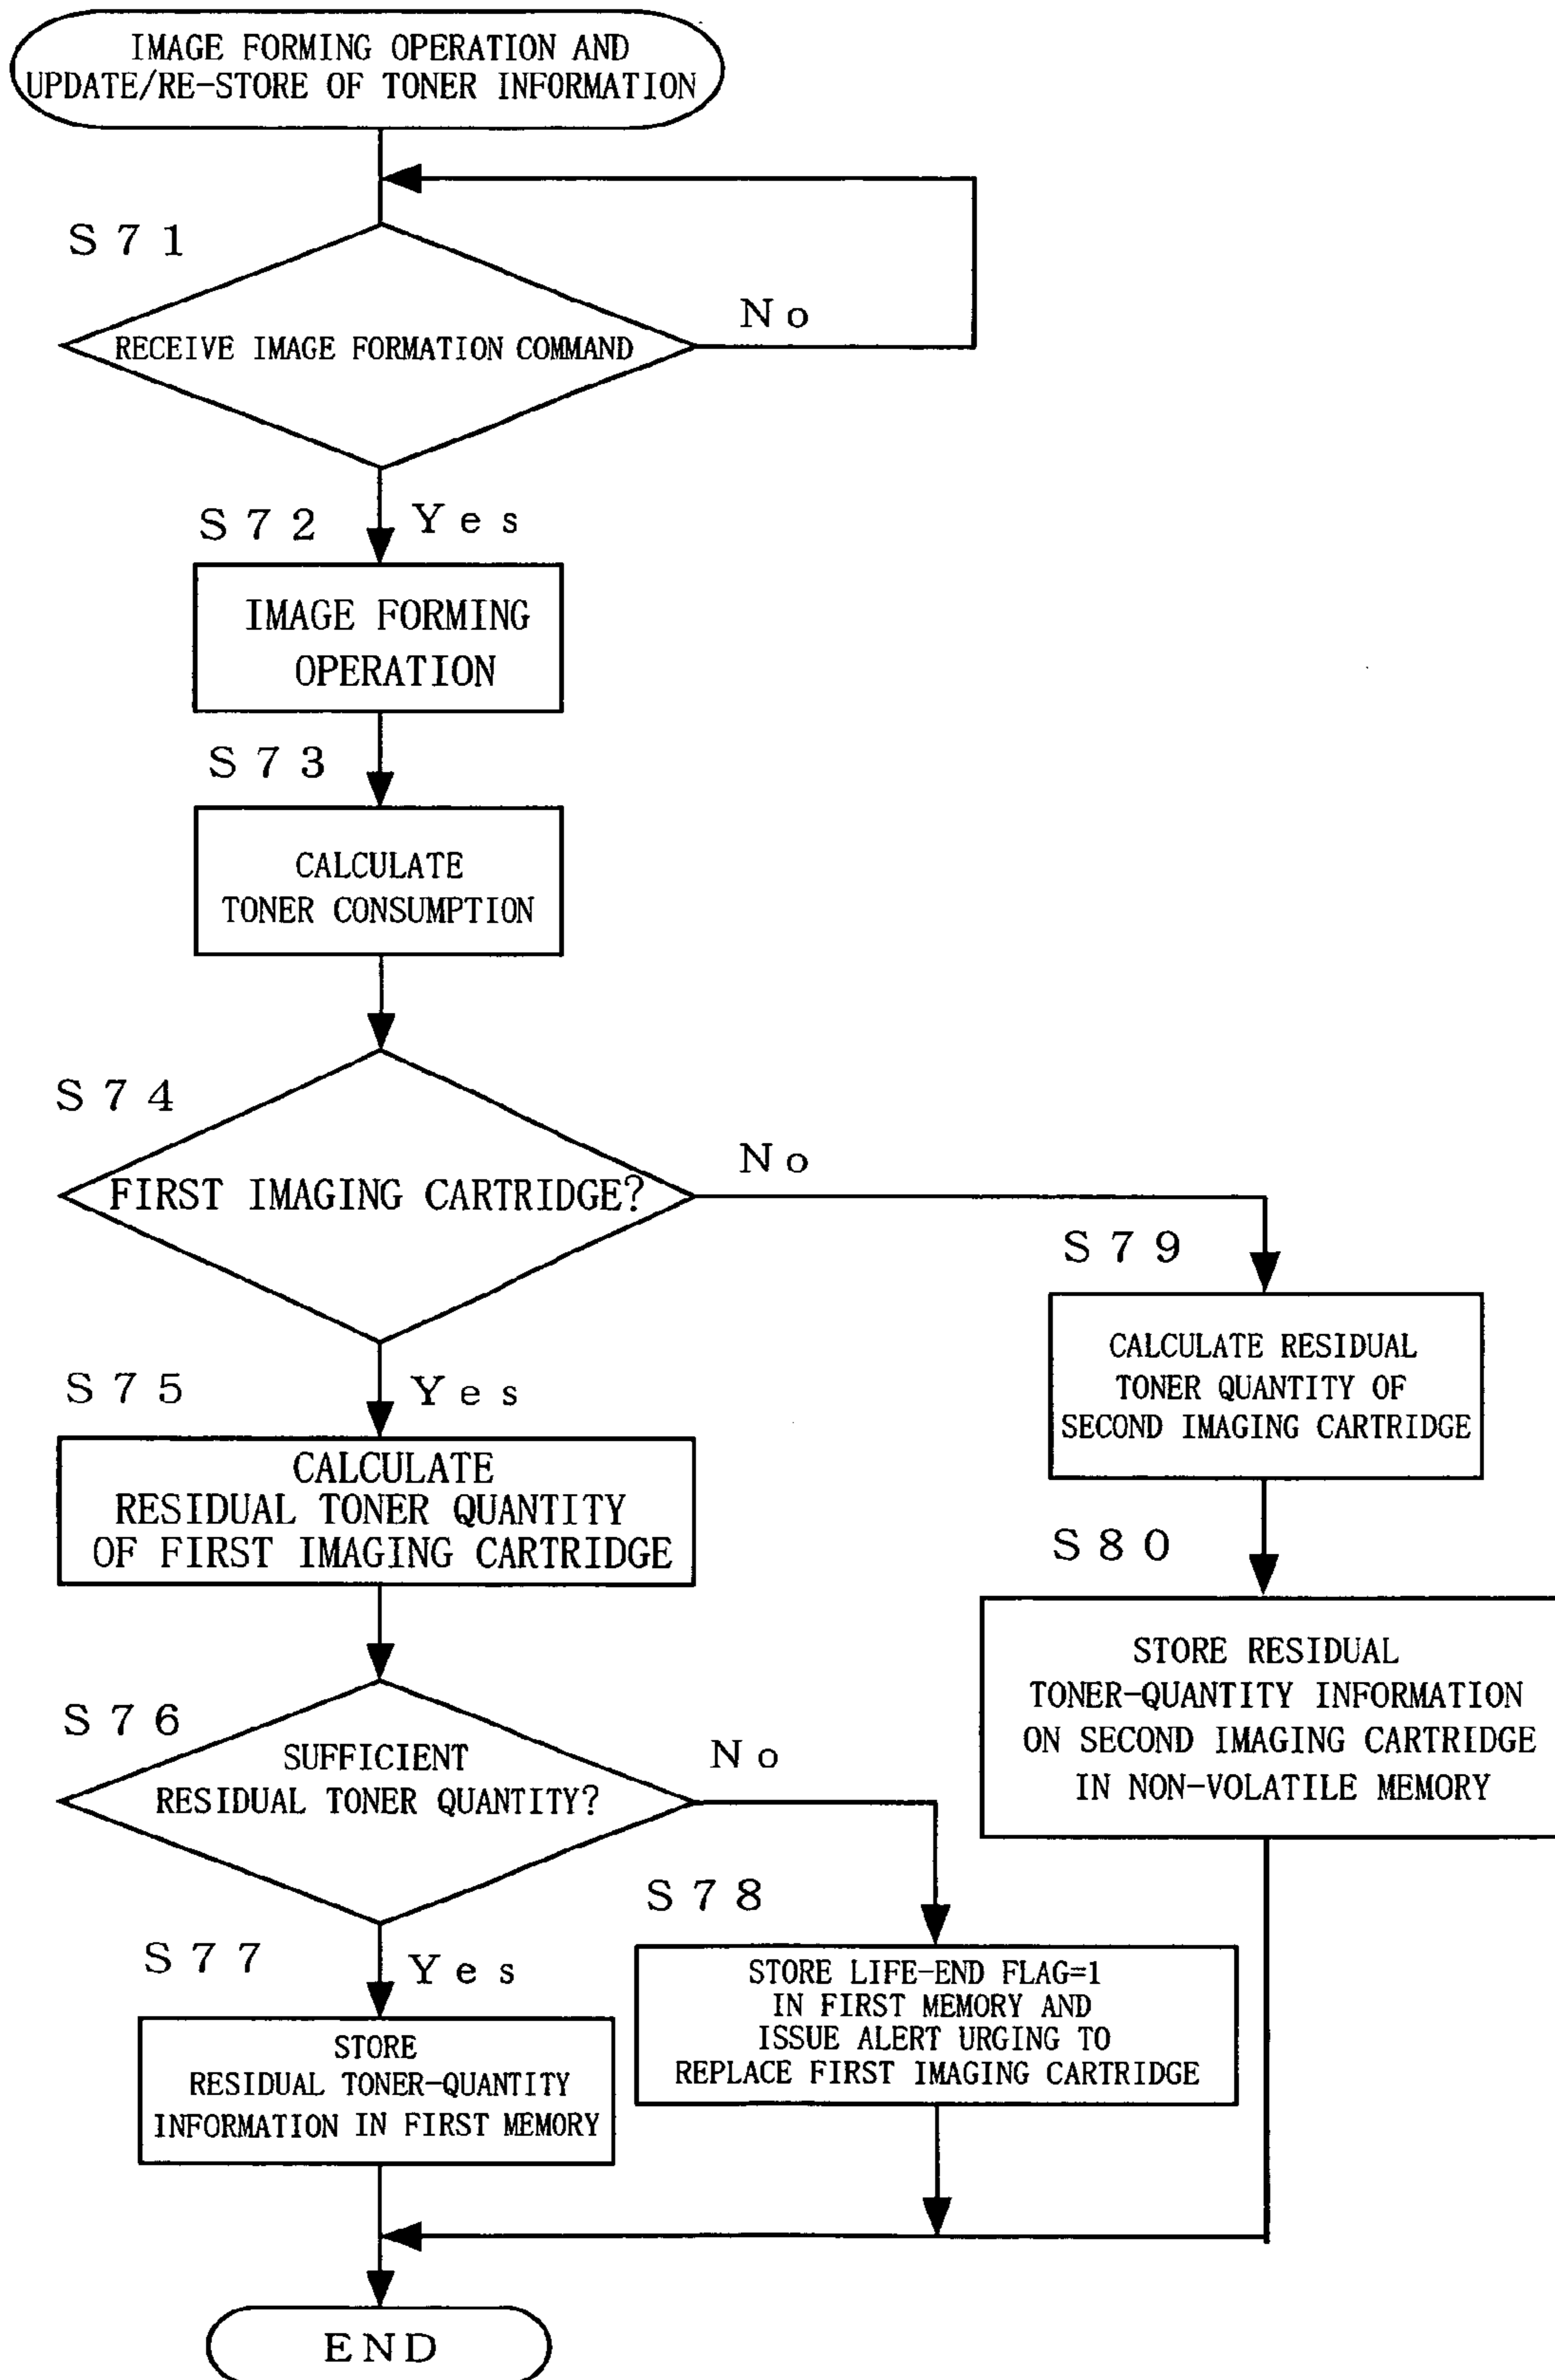 IMAGE FORMING OPERATION AND
UPDATE/RE-STORE OF TONER INFORMATION
S71
RECEIVE IMAGE FORMATION COMMAND
No
Yes
S72
IMAGE FORMING
OPERATION
S73
CALCULATE
TONER CONSUMPTION
S74
FIRST IMAGING CARTRIDGE?
No
Yes
S75
CALCULATE
RESIDUAL TONER QUANTITY
OF FIRST IMAGING CARTRIDGE
S76
SUFFICIENT
RESIDUAL TONER QUANTITY?
No
Yes
S77
STORE
RESIDUAL TONER-QUANTITY
INFORMATION IN FIRST MEMORY
S78
STORE LIFE-END FLAG=1
IN FIRST MEMORY AND
ISSUE ALERT URGING TO
REPLACE FIRST IMAGING CARTRIDGE
S79
CALCULATE RESIDUAL
TONER QUANTITY OF
SECOND IMAGING CARTRIDGE
S80
STORE RESIDUAL
TONER-QUANTITY INFORMATION
ON SECOND IMAGING CARTRIDGE
IN NON-VOLATILE MEMORY
END